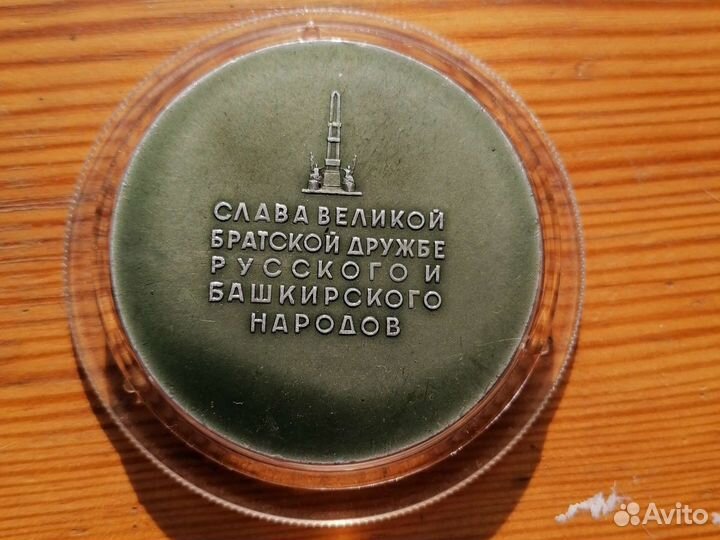 СЛАВА ВЕЛИКОЙ
БРАТСКОЙ ДРУЖБЕ
РУССКОГО И
БАШКИРСКОГО
НАРОДОВ
Avito